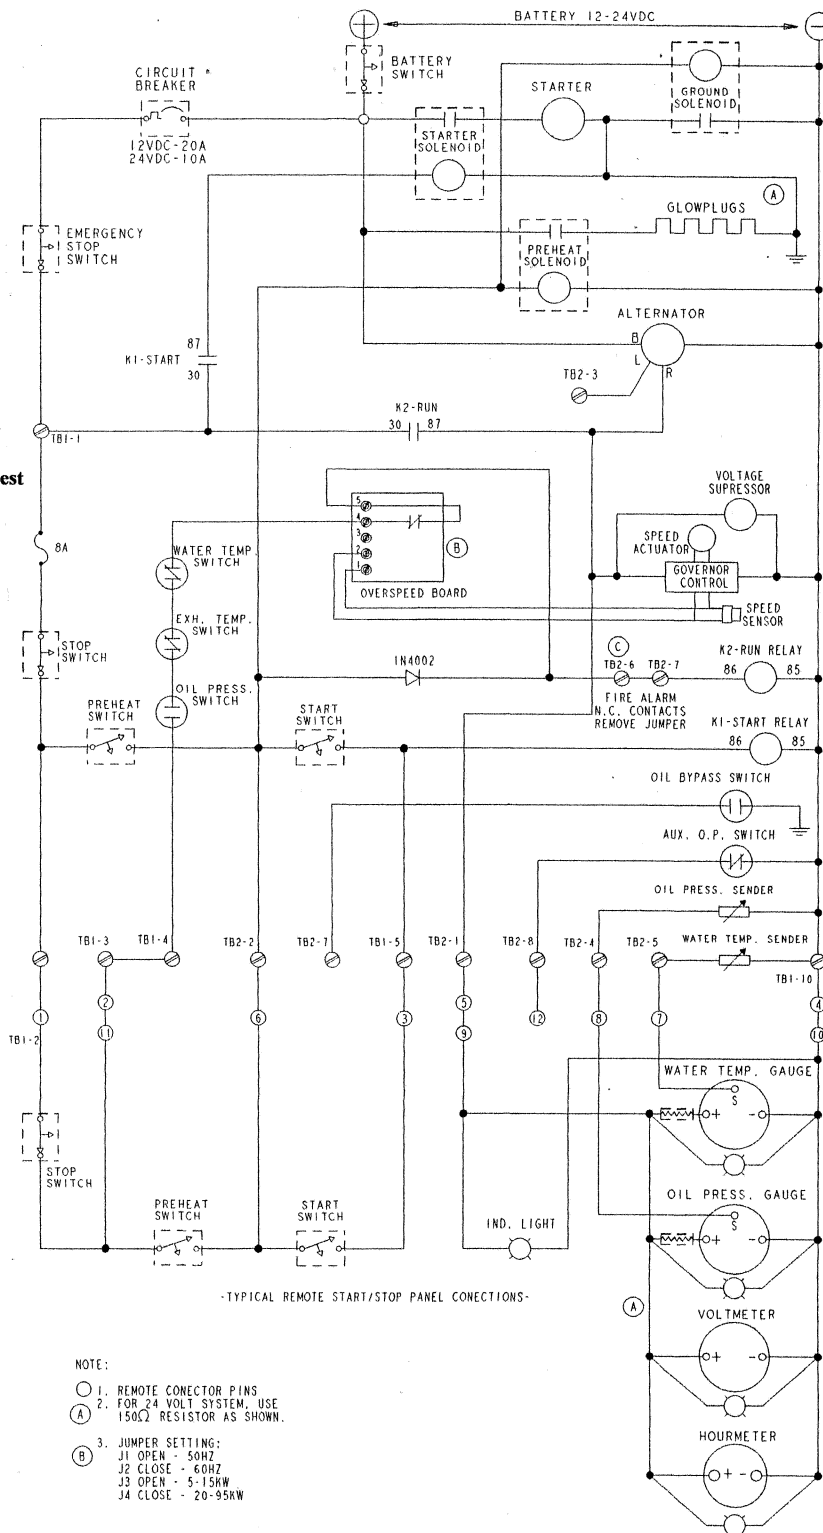 BATTERY 12-24VDC
BATTERY
SWITCH
CIRCUIT
BREAKER
12VDC-20A
24VDC-10A
STARTER
GROUND
SOLENOID
STARTER
SOLENOID
A
GLOWPLUGS
EMERGENCY
STOP
SWITCH
PREHEAT
SOLENOID
ALTERNATOR
B
L
R
TB2-3
87
K1-START
30
K2-RUN
30 87
TB1-1
est
VOLTAGE
SUPRESSOR
SPEED
ACTUATOR
GOVERNOR
CONTROL
SPEED
SENSOR
5
4
3
2
1
B
OVERSPEED BOARD
8A
WATER TEMP.
SWITCH
EXH. TEMP.
SWITCH
OIL PRESS.
SWITCH
STOP
SWITCH
1N4002
C
TB2-6 TB2-7
FIRE ALARM
N.C. CONTACTS
REMOVE JUMPER
K2-RUN RELAY
86 85
PREHEAT
SWITCH
START
SWITCH
K1-START RELAY
86 85
OIL BYPASS SWITCH
AUX. O.P. SWITCH
OIL PRESS. SENDER
WATER TEMP. SENDER
TB1-3 TB1-4 TB2-2 TB2-7 TB1-5 TB2-1 TB2-8 TB2-4 TB2-5
TB1-10
2 5 4
1 11 6 3 9 12 8 7 10
TB1-2
WATER TEMP. GAUGE
S
+ -
STOP
SWITCH
OIL PRESS. GAUGE
S
+ -
PREHEAT
SWITCH
START
SWITCH
IND. LIGHT
-TYPICAL REMOTE START/STOP PANEL CONECTIONS-
A
VOLTMETER
+ -
HOURMETER
+ -
NOTE:
1. REMOTE CONECTOR PINS
2. FOR 24 VOLT SYSTEM, USE
A 150Ω RESISTOR AS SHOWN.
3. JUMPER SETTING:
B J1 OPEN - 50HZ
J2 CLOSE - 60HZ
J3 OPEN - 5-15KW
J4 CLOSE - 20-95KW